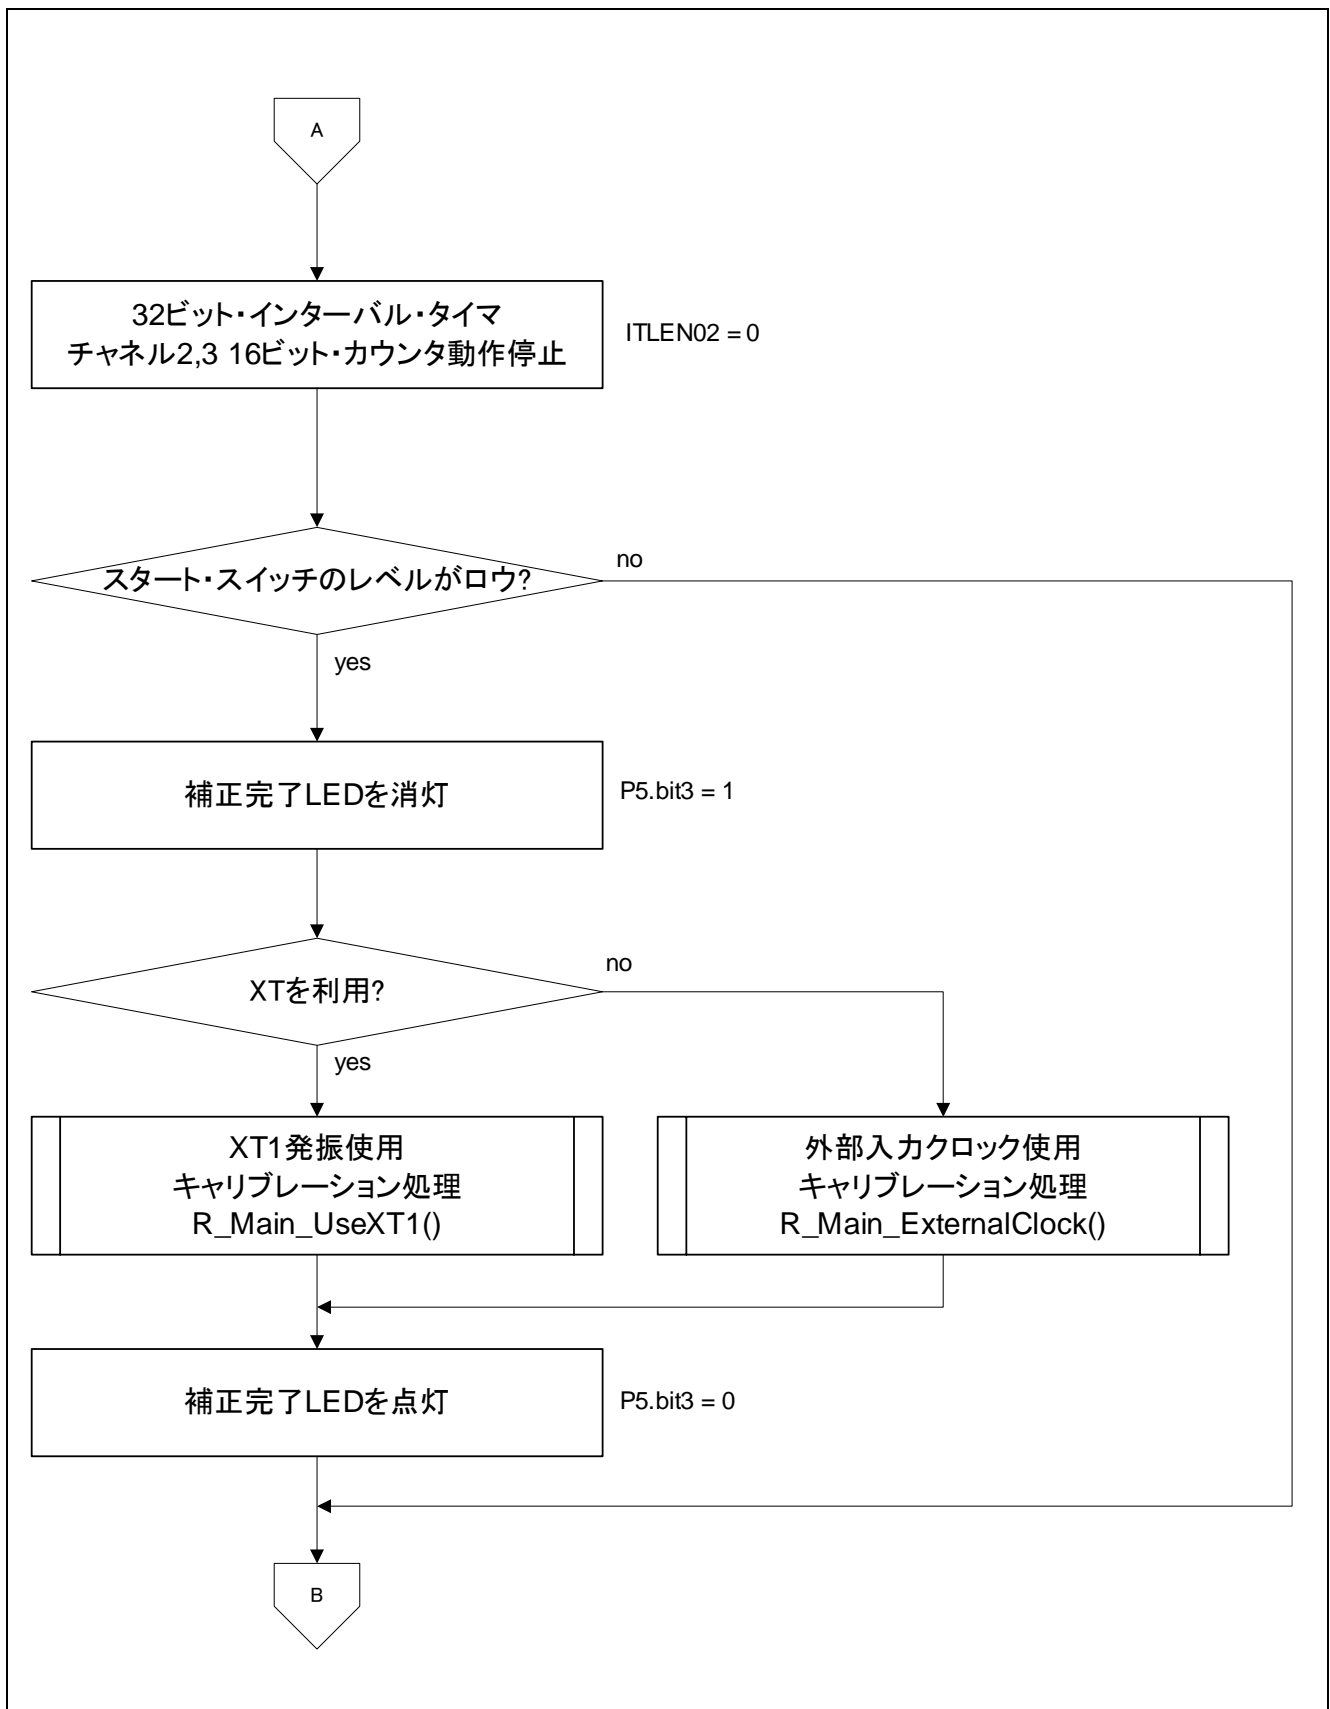 A
32ビット・インターバル・タイマ
チャネル2,3 16ビット・カウンタ動作停止
ITLEN02 = 0
スタート・スイッチのレベルがロウ?
no
yes
補正完了LEDを消灯
P5.bit3 = 1
XTを利用?
no
yes
XT1発振使用
キャリブレーション処理
R_Main_UseXT1()
外部入力クロック使用
キャリブレーション処理
R_Main_ExternalClock()
補正完了LEDを点灯
P5.bit3 = 0
B